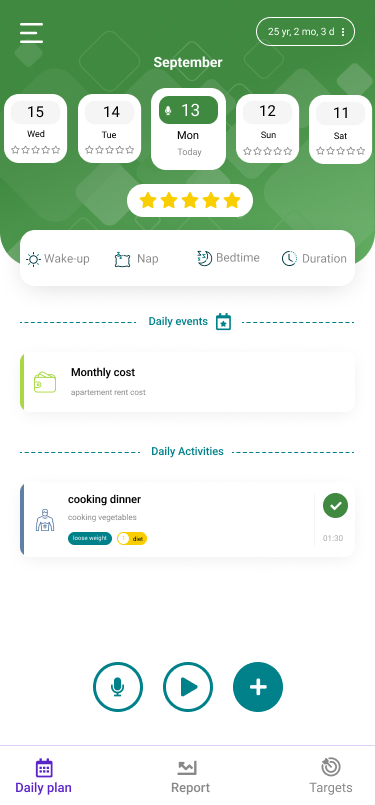 25 yr, 2 mo, 3 d
September
15
Wed
14
Tue
13
Mon
Today
12
Sun
11
Sat
Wake-up
Nap
Bedtime
Duration
Daily events
Monthly cost
apartement rent cost
Daily Activities
cooking dinner
cooking vegetables
loose weight
diet
01:30
Daily plan
Report
Targets